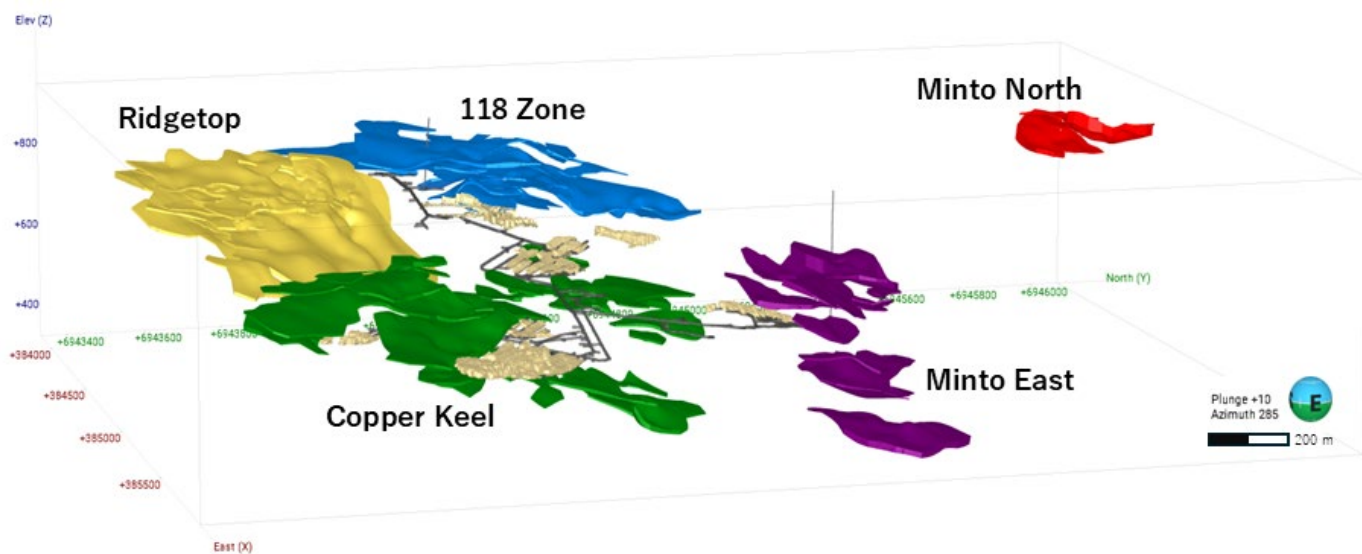 Elev (Z)
Minto North
118 Zone
Ridgetop
+800
+600
North (Y)
+400
+6945600
+6945800
+6946000
+6943400
+6943600
+384000
Minto East
+384500
Plunge +10
Azimuth 285
E
Copper Keel
200 m
+385000
+385500
East (X)